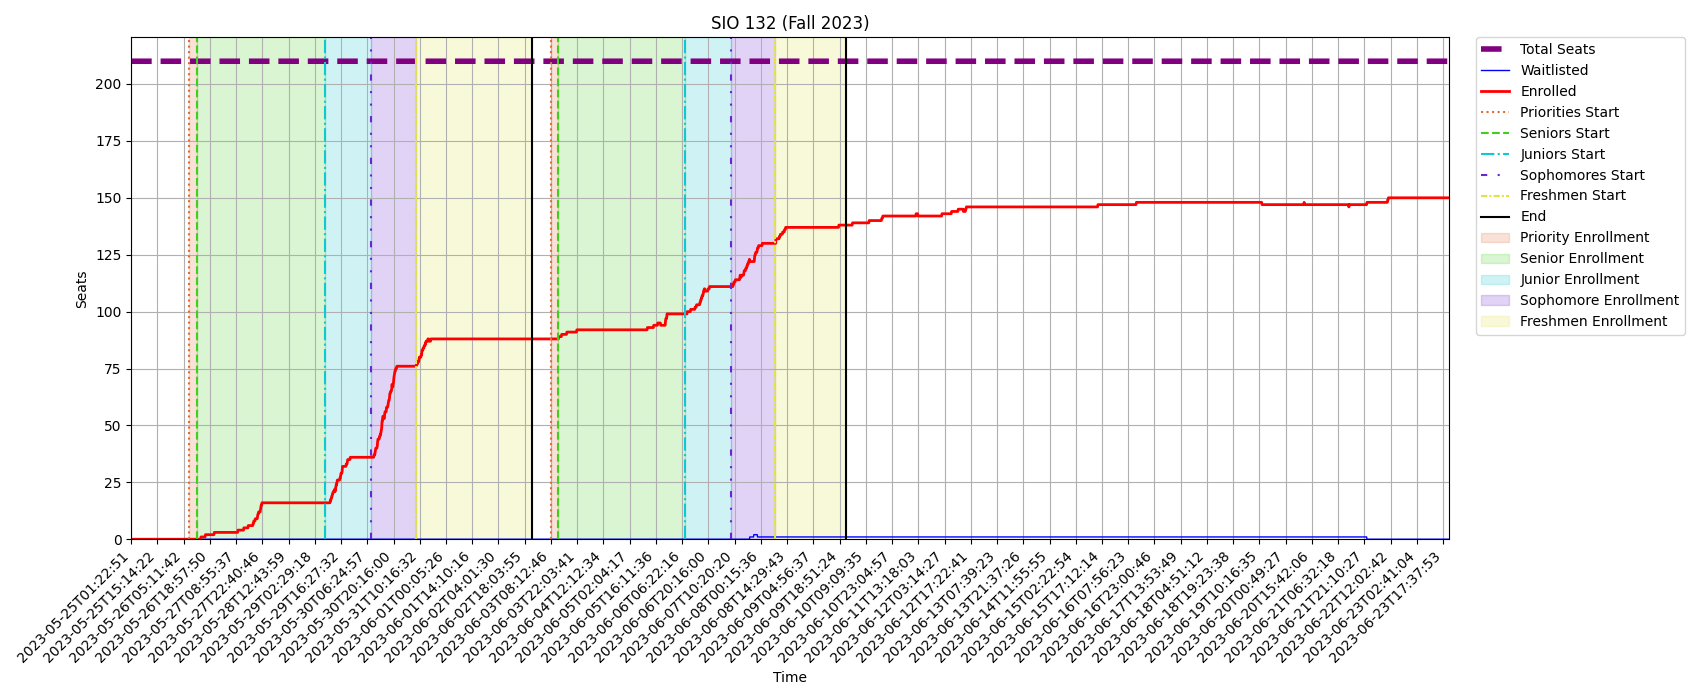 SIO 132 (Fall 2023)
Total Seats
Waitlisted
Enrolled
Priorities Start
Seniors Start
Juniors Start
Sophomores Start
Freshmen Start
End
Priority Enrollment
Senior Enrollment
Junior Enrollment
Sophomore Enrollment
Freshmen Enrollment
Seats
200
175
150
125
100
75
50
25
0
2023-05-25T01:22:51
2023-05-25T15:14:22
2023-05-26T05:11:42
2023-05-26T18:57:50
2023-05-27T08:55:37
2023-05-27T22:40:46
2023-05-28T12:43:59
2023-05-29T02:29:18
2023-05-29T16:27:32
2023-05-30T06:24:57
2023-05-30T20:16:00
2023-05-31T10:16:32
2023-06-01T00:05:26
2023-06-01T14:10:16
2023-06-02T04:01:30
2023-06-02T18:03:55
2023-06-03T08:12:46
2023-06-03T22:03:41
2023-06-04T12:12:34
2023-06-05T02:04:17
2023-06-05T16:11:36
2023-06-06T06:22:16
2023-06-06T20:16:00
2023-06-07T10:20:20
2023-06-08T00:15:36
2023-06-08T14:29:43
2023-06-09T04:56:37
2023-06-09T18:51:24
2023-06-10T09:09:35
2023-06-10T23:04:57
2023-06-11T13:18:03
2023-06-12T03:14:27
2023-06-12T17:22:41
2023-06-13T07:39:23
2023-06-13T21:37:26
2023-06-14T11:55:55
2023-06-15T02:22:54
2023-06-15T17:12:14
2023-06-16T07:56:23
2023-06-16T23:00:46
2023-06-17T13:53:49
2023-06-18T04:51:12
2023-06-18T19:23:38
2023-06-19T10:16:35
2023-06-20T00:49:27
2023-06-20T15:42:06
2023-06-21T06:32:18
2023-06-21T21:10:27
2023-06-22T12:02:42
2023-06-23T02:41:04
2023-06-23T17:37:53
Time